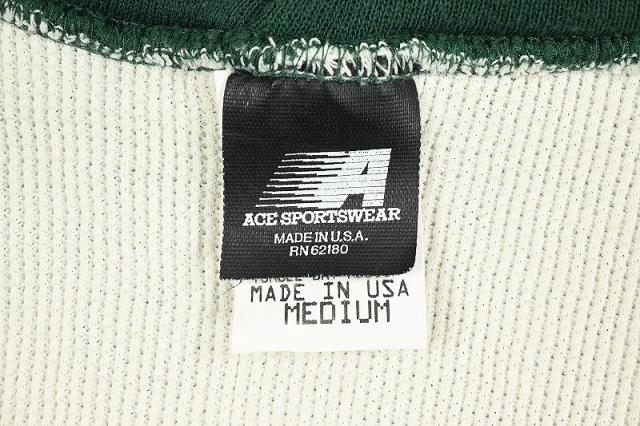 A
ACE SPORTSWEAR
MADE IN U.S.A.
RN 62180
MADE IN USA
MEDIUM